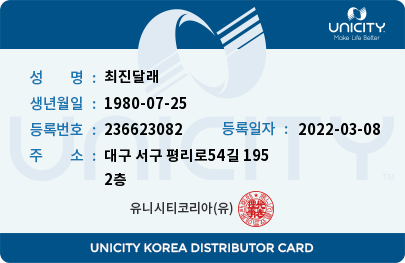 UNICITY
Make Life Better
성 명 : 최진달래
생년월일 : 1980-07-25
등록번호 : 236623082 등록일자 : 2022-03-08
주 소 : 대구 서구 평리로54길 195
2층
UNICITY
TM
유니시티코리아(유)
UNICITY KOREA DISTRIBUTOR CARD